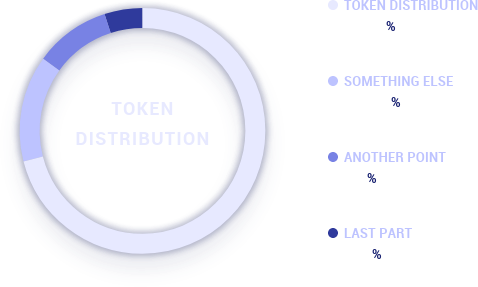 TOKEN
DISTRIBUTION
TOKEN DISTRIBUTION
%
SOMETHING ELSE
%
ANOTHER POINT
%
LAST PART
%